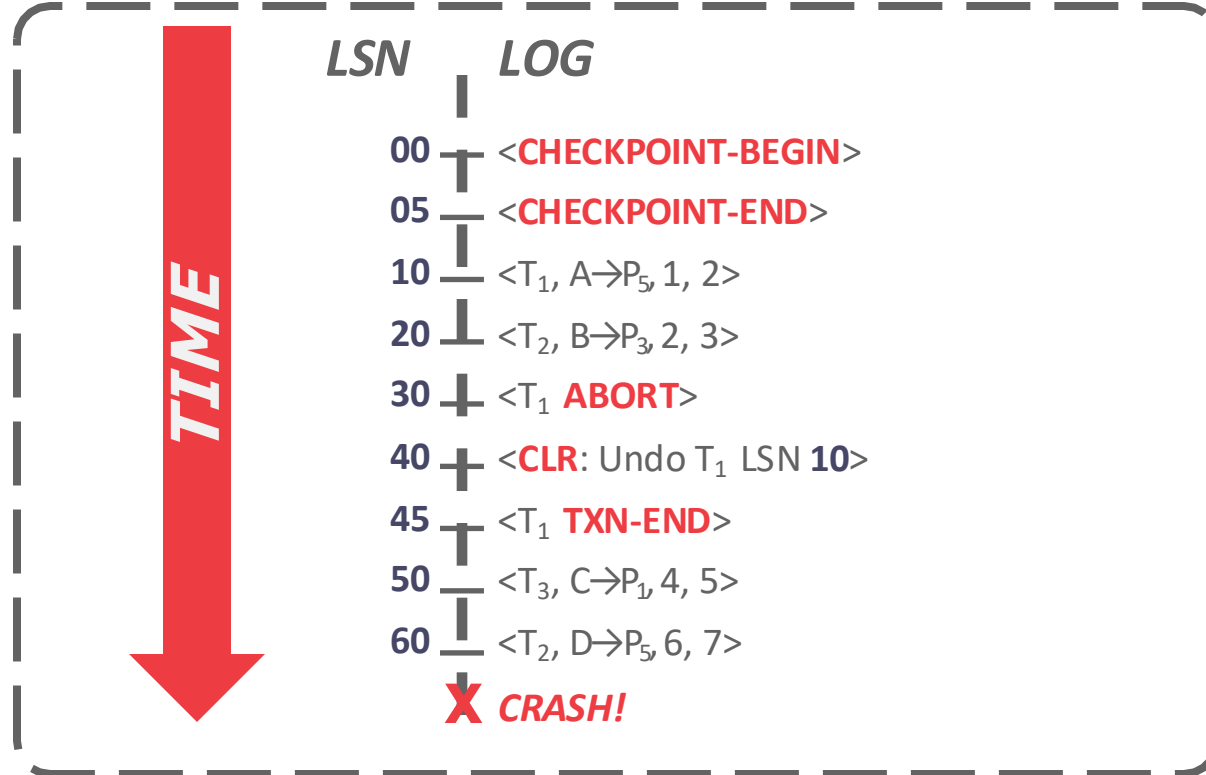 TIME
LSN LOG
00 <CHECKPOINT-BEGIN>
05 <CHECKPOINT-END>
10 <T₁, A→P₅, 1, 2>
20 <T₂, B→P₃, 2, 3>
30 <T₁ ABORT>
40 <CLR: Undo T₁ LSN 10>
45 <T₁ TXN-END>
50 <T₃, C→P₁, 4, 5>
60 <T₂, D→P₅, 6, 7>
X CRASH!